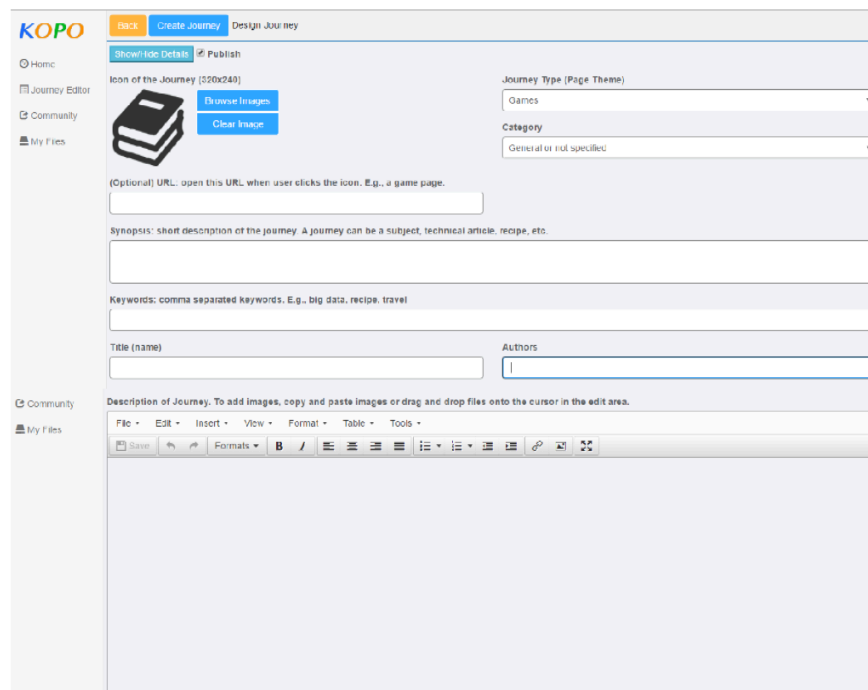 KOPO
Back Create Journey Design Journey
Show/Hide Details Publish
Home
Journey Editor
Community
My Files
Icon of the Journey (320x240)
Browse Images
Clear Image
Journey Type (Page Theme)
Games
Category
General or not specified
(Optional) URL: open this URL when user clicks the icon. E.g., a game page.
Synopsis: short description of the journey. A journey can be a subject, technical article, recipe, etc.
Keywords: comma separated keywords. E.g., big data, recipe, travel
Title (name) Authors
Community
My Files
Description of Journey. To add images, copy and paste images or drag and drop files onto the cursor in the edit area.
File Edit Insert View Format Table Tools
Save Formats B I